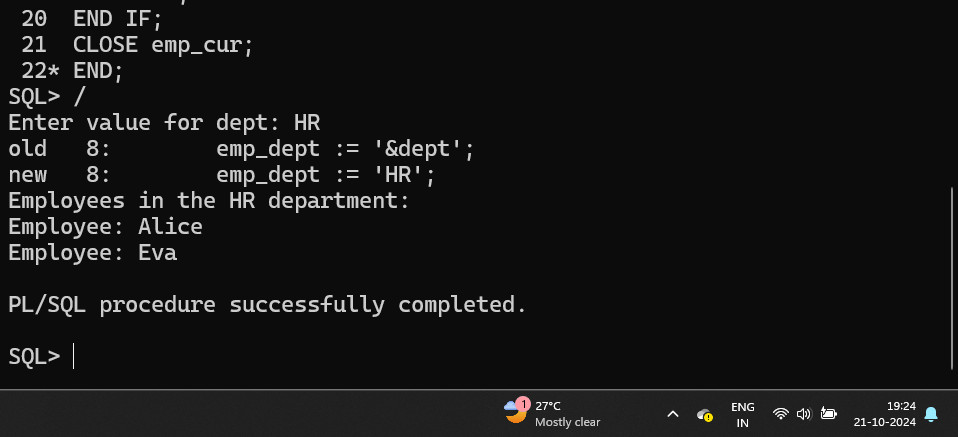 20  END IF;
21  CLOSE emp_cur;
22* END;
SQL> /
Enter value for dept: HR
old   8:        emp_dept := '&dept';
new   8:        emp_dept := 'HR';
Employees in the HR department:
Employee: Alice
Employee: Eva
PL/SQL procedure successfully completed.
SQL>
1
27°C
Mostly clear
ENG
IN
19:24
21-10-2024